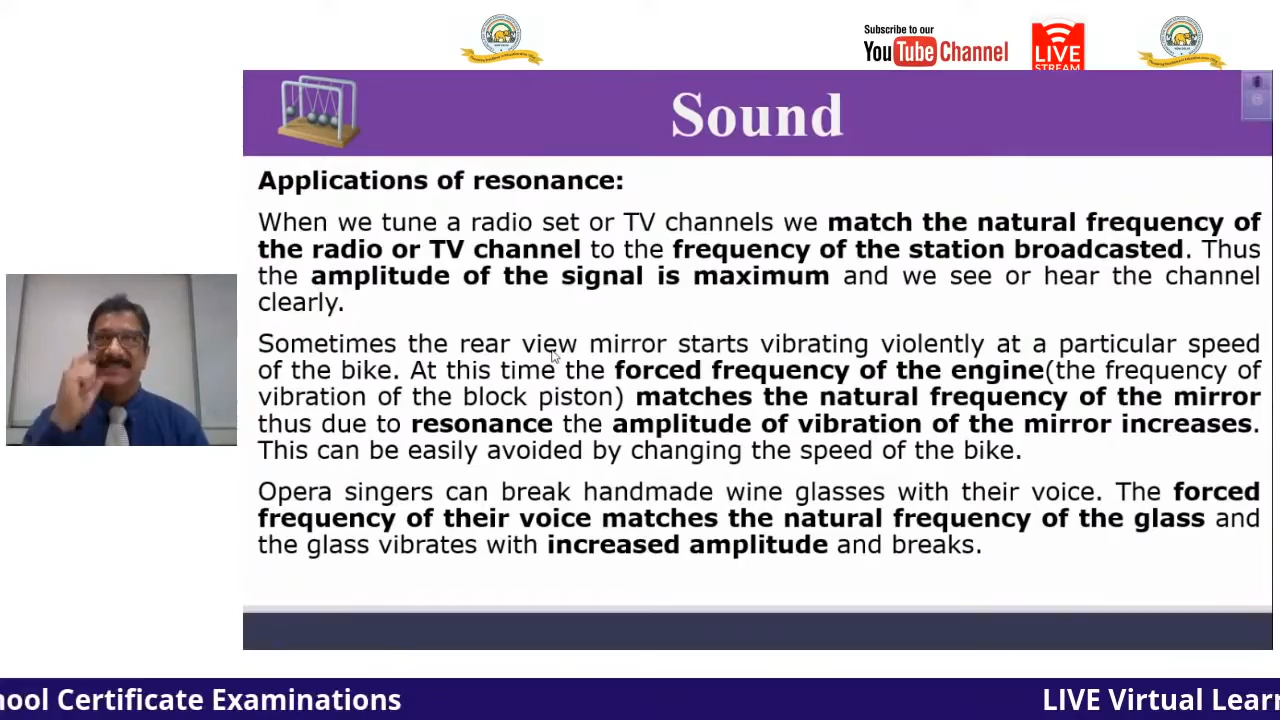 Subscribe to our
YouTube Channel
LIVE
STREAM
Sound
Applications of resonance:
When we tune a radio set or TV channels we match the natural frequency of
the radio or TV channel to the frequency of the station broadcasted. Thus
the amplitude of the signal is maximum and we see or hear the channel
clearly.
Sometimes the rear view mirror starts vibrating violently at a particular speed
of the bike. At this time the forced frequency of the engine(the frequency of
vibration of the block piston) matches the natural frequency of the mirror
thus due to resonance the amplitude of vibration of the mirror increases.
This can be easily avoided by changing the speed of the bike.
Opera singers can break handmade wine glasses with their voice. The forced
frequency of their voice matches the natural frequency of the glass and
the glass vibrates with increased amplitude and breaks.
hool Certificate Examinations LIVE Virtual Lear